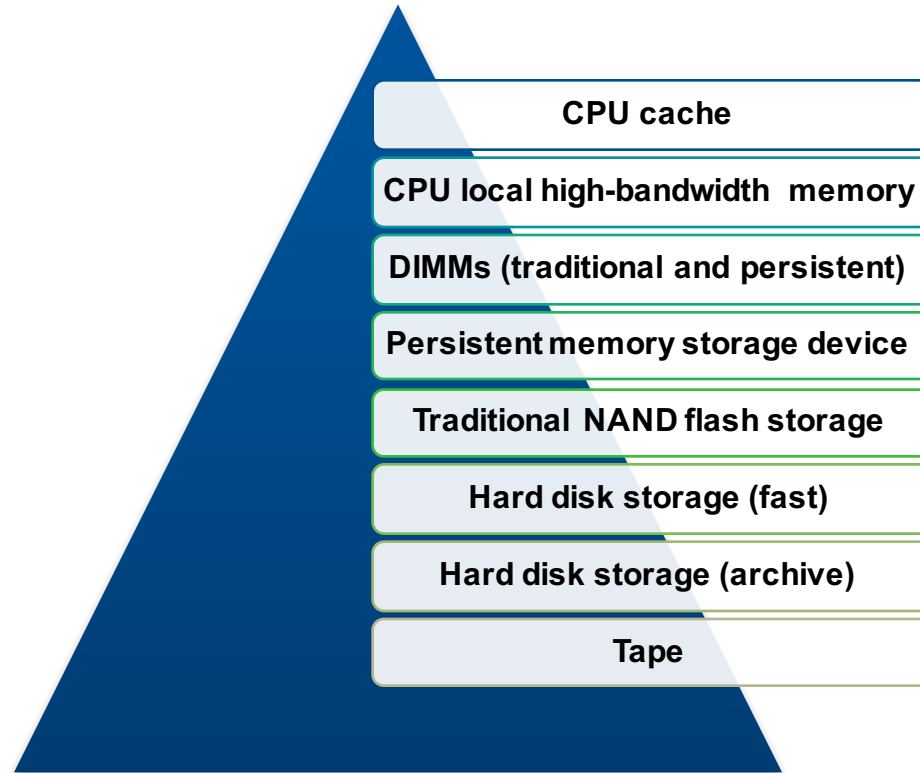 CPU cache
CPU local high-bandwidth memory
DIMMs (traditional and persistent)
Persistent memory storage device
Traditional NAND flash storage
Hard disk storage (fast)
Hard disk storage (archive)
Tape